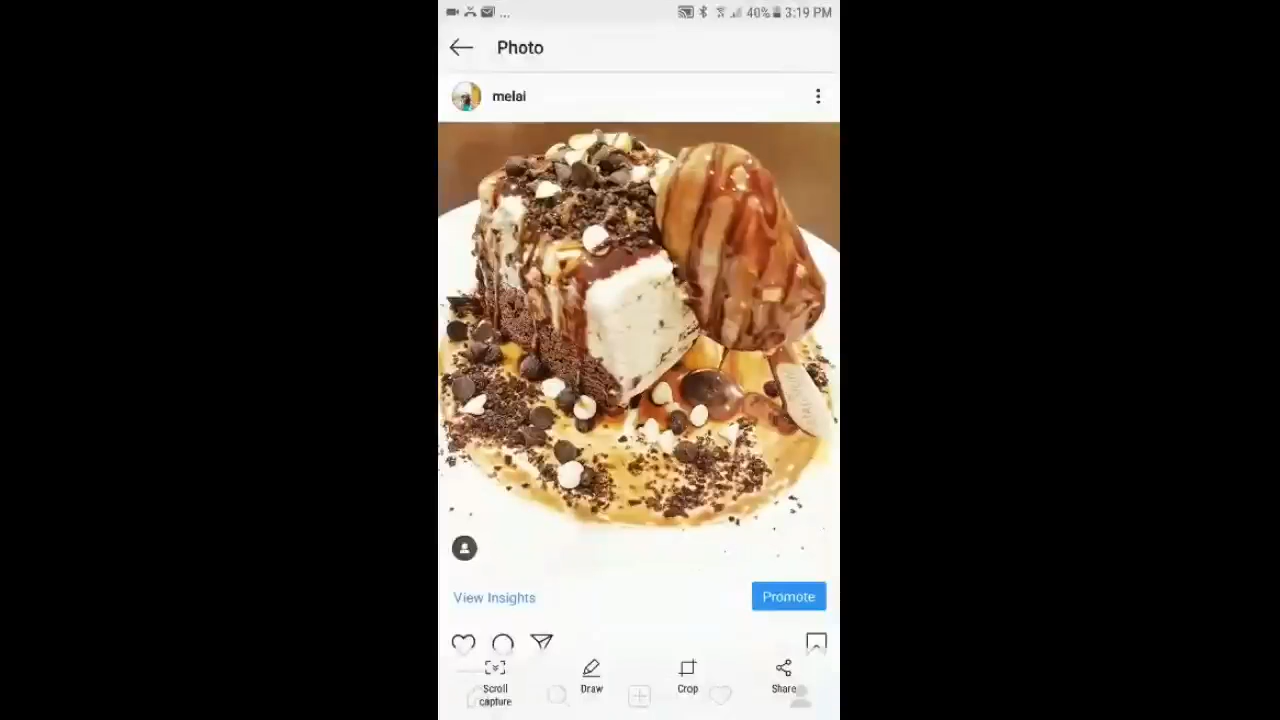 ... 40% 3:19 PM
Photo
melai
View Insights
Promote
Scroll capture
Draw
Crop
Share